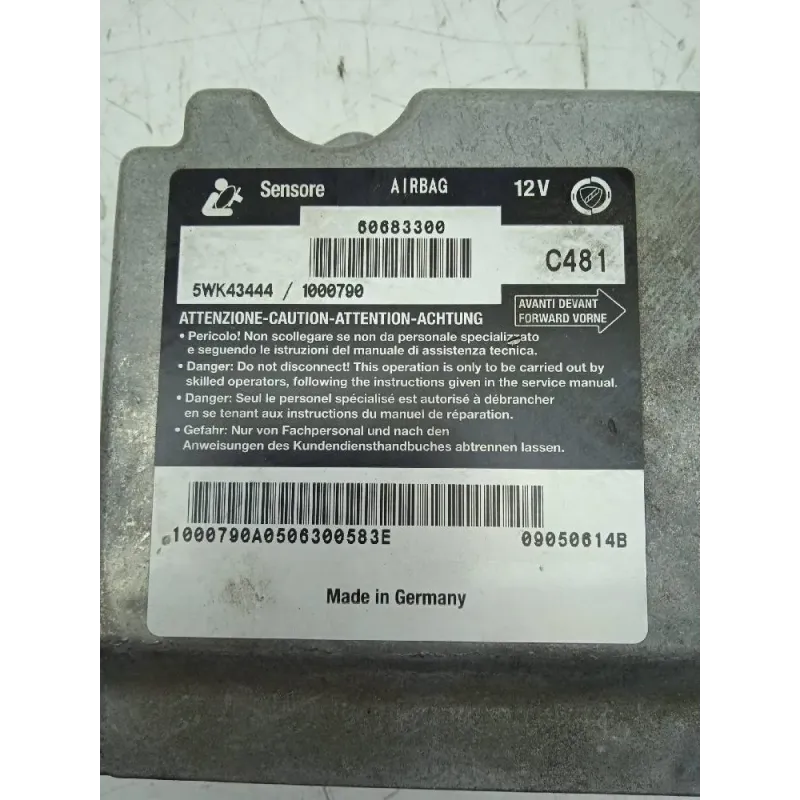 Sensore AIRBAG 12V
60683300
C481
5WK43444 / 1000790
ATTENZIONE-CAUTION-ATTENTION-ACHTUNG
AVANTI DEVANT
FORWARD VORNE
• Pericolo! Non scollegare se non da personale specializzato
e seguendo le istruzioni del manuale di assistenza tecnica.
• Danger: Do not disconnect! This operation is only to be carried out by
skilled operators, following the instructions given in the service manual.
• Danger: Seul le personel spécialisé est autorisé à débrancher
en se tenant aux instructions du manuel de réparation.
• Gefahr: Nur von Fachpersonal und nach den
Anweisungen des Kundendiensthandbuches abtrennen lassen.
1000790A0506300583E
09050614B
Made in Germany